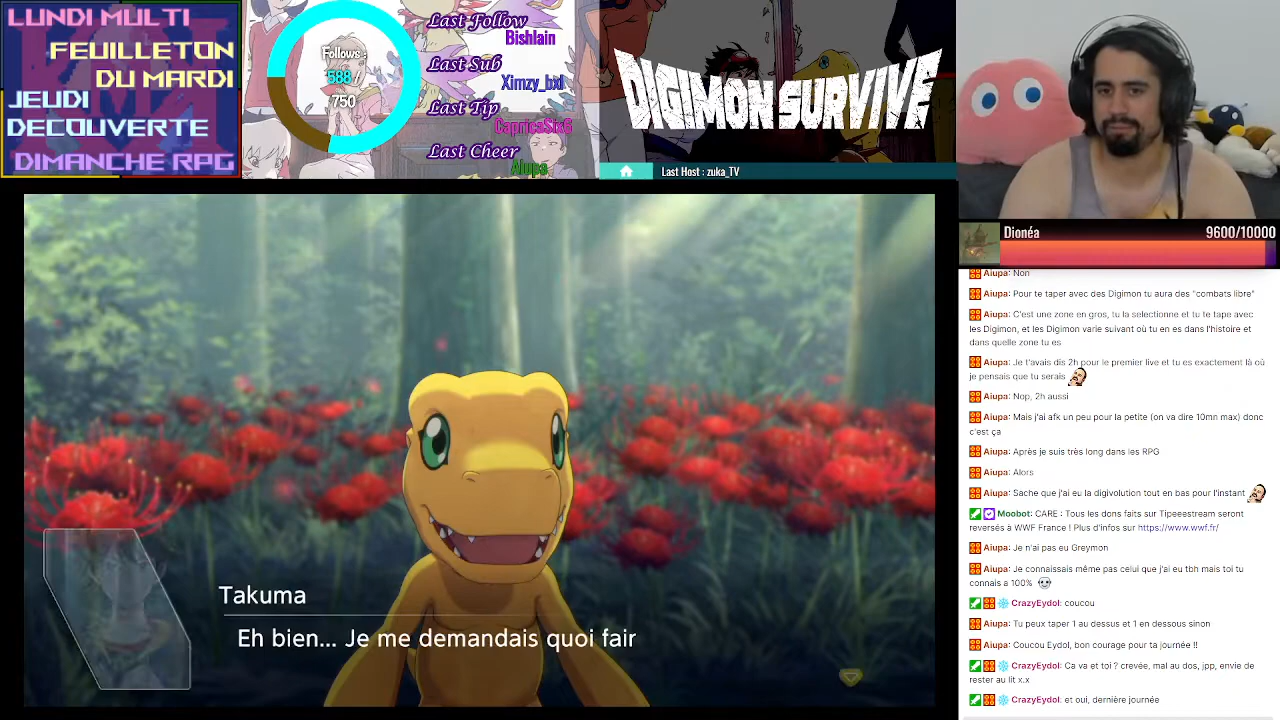 LUNDI MULTI
FEUILLETON
DU MARDI
JEUDI
DECOUVERTE
DIMANCHE RPG
Follows :
588 /
750
Last Follow
Bishlain
Last Sub
Ximzy_bxl
Last Tip
CapricaSix6
Last Cheer
Aiupa
DIGIMON SURVIVE
Last Host : zuka_TV
Dionéa 9600/10000
Aiupa: Non
Aiupa: Pour te taper avec des Digimon tu aura des "combats libre"
Aiupa: C'est une zone en gros, tu la selectionne et tu te tape avec
les Digimon, et les Digimon varie suivant où tu en es dans l'histoire et
dans quelle zone tu es
Aiupa: Je t'avais dis 2h pour le premier live et tu es exactement là où
je pensais que tu serais
Aiupa: Nop, 2h aussi
Aiupa: Mais j'ai afk un peu pour la petite (on va dire 10mn max) donc
c'est ça
Aiupa: Après je suis très long dans les RPG
Aiupa: Alors
Aiupa: Sache que j'ai eu la digivolution tout en bas pour l'instant
Moobot: CARE : Tous les dons faits sur Tipeeestream seront
reversés à WWF France ! Plus d'infos sur https://www.wwf.fr/
Aiupa: Je n'ai pas eu Greymon
Aiupa: Je connaissais même pas celui que j'ai eu tbh mais toi tu
connais a 100%
CrazyEydol: coucou
Aiupa: Tu peux taper 1 au dessus et 1 en dessous sinon
Aiupa: Coucou Eydol, bon courage pour ta journée !!
CrazyEydol: Ca va et toi ? crevée, mal au dos, jpp, envie de
rester au lit x.x
CrazyEydol: et oui, dernière journée
Takuma
Eh bien... Je me demandais quoi fair